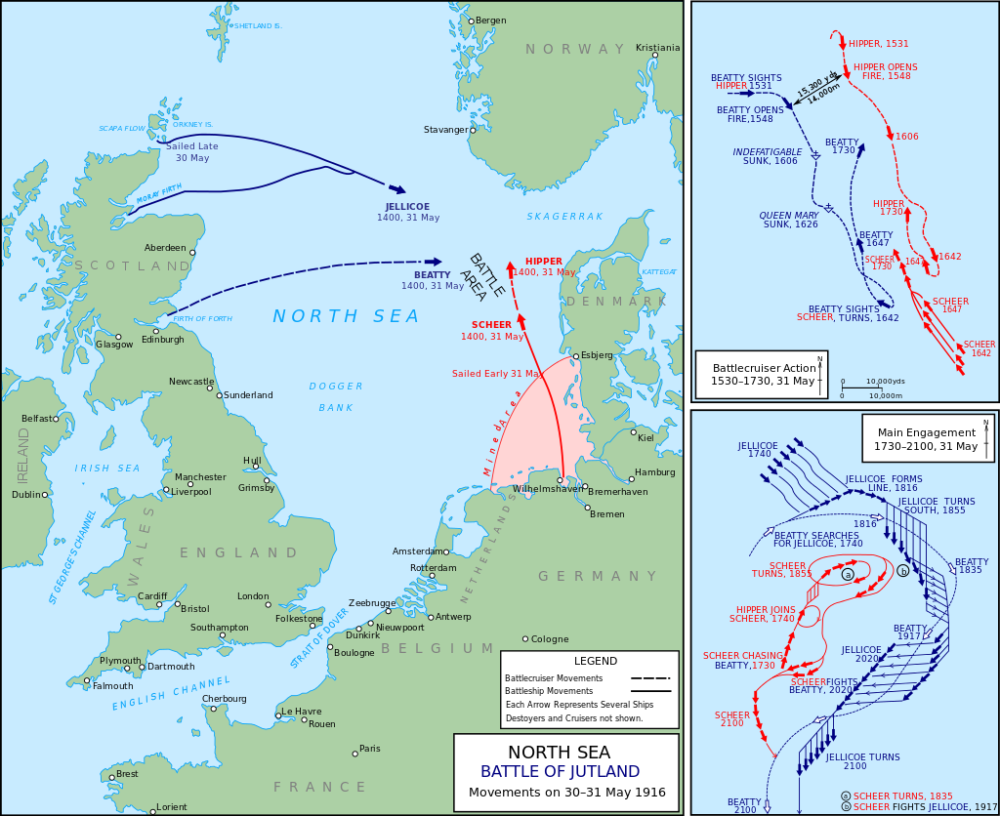 SHETLAND IS.
Bergen
NORWAY
Kristiania
Stavanger
SCAPA FLOW
ORKNEY IS.
Sailed Late
30 May
MORAY FIRTH
JELLICOE
1400, 31 May
SKAGERRAK
Aberdeen
SCOTLAND
BEATTY
1400, 31 May
BATTLE
AREA
HIPPER
1400, 31 May
KATTEGAT
DENMARK
FIRTH OF FORTH
NORTH SEA
SCHEER
1400, 31 May
Glasgow
Edinburgh
Esbjerg
Sailed Early 31 May
Newcastle
Sunderland
DOGGER
BANK
Mined Area
Belfast
IRELAND
Kiel
IRISH SEA
Manchester
Liverpool
Hull
Grimsby
Hamburg
Wilhelmshaven
Bremerhaven
Bremen
Dublin
ST GEORGE'S CHANNEL
WALES
ENGLAND
NETHERLANDS
Amsterdam
Rotterdam
GERMANY
Cardiff
Bristol
London
Folkestone
Zeebrugge
Southampton
STRAIT OF DOVER
Nieuwpoort
Dunkirk
Antwerp
Boulogne
BELGIUM
Cologne
Plymouth
Dartmouth
Falmouth
ENGLISH CHANNEL
Cherbourg
Le Havre
Rouen
Paris
Brest
FRANCE
Lorient
LEGEND
Battlecruiser Movements
Battleship Movements
Each Arrow Represents Several Ships
Destoyers and Cruisers not shown.
NORTH SEA
BATTLE OF JUTLAND
Movements on 30–31 May 1916
HIPPER, 1531
HIPPER OPENS
FIRE, 1548
BEATTY SIGHTS
HIPPER 1531
15,300 yds
14,000m
BEATTY OPENS
FIRE,1548
1606
INDEFATIGABLE
SUNK, 1606
BEATTY
1730
HIPPER
1730
QUEEN MARY
SUNK, 1626
BEATTY
1647
SCHEER
1730
1647
1642
BEATTY SIGHTS
SCHEER, TURNS, 1642
SCHEER
1647
SCHEER
1642
Battlecruiser Action
1530–1730, 31 May
N
0 10,000yds
0 10,000m
Main Engagement
1730–2100, 31 May
N
JELLICOE
1740
JELLICOE FORMS
LINE, 1816
JELLICOE TURNS
SOUTH, 1855
1816
BEATTY SEARCHES
FOR JELLICOE, 1740
BEATTY
1835
SCHEER
TURNS, 1855
a
b
HIPPER JOINS
SCHEER, 1740
BEATTY
1917
JELLICOE
2020
SCHEER CHASING
BEATTY,1730
SCHEERFIGHTS
BEATTY, 2020
SCHEER
2100
JELLICOE TURNS
2100
BEATTY
2100
a SCHEER TURNS, 1835
b SCHEER FIGHTS JELLICOE, 1917